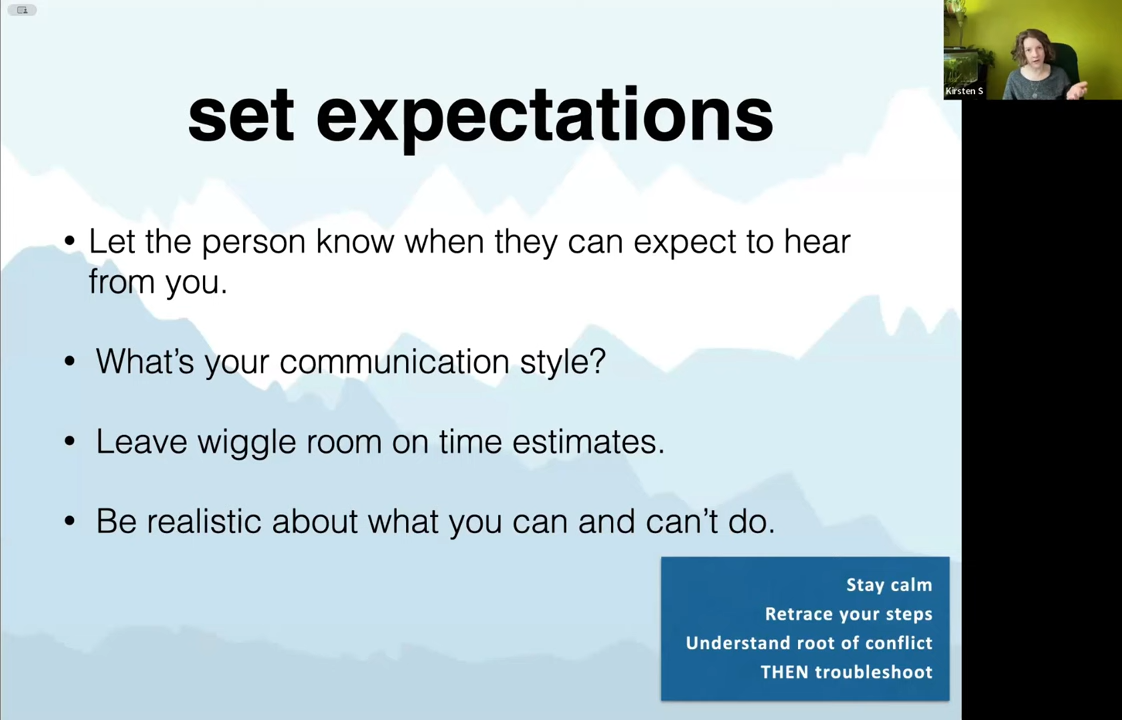 set expectations
• Let the person know when they can expect to hear
from you.
• What’s your communication style?
• Leave wiggle room on time estimates.
• Be realistic about what you can and can’t do.
Stay calm
Retrace your steps
Understand root of conflict
THEN troubleshoot
Kirsten S